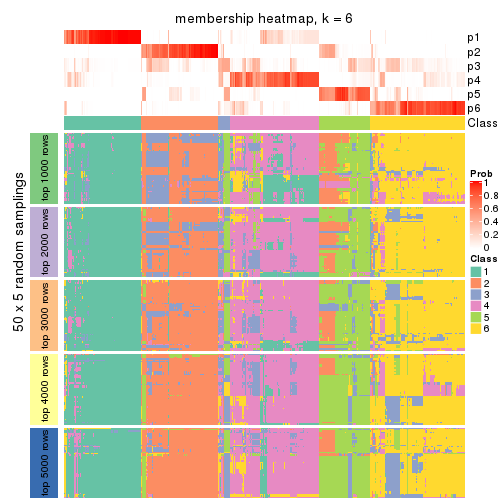 membership heatmap, k = 6
p1
p2
p3
p4
p5
p6
Class
50 x 5 random samplings
top 1000 rows
top 2000 rows
top 3000 rows
top 4000 rows
top 5000 rows
Prob
1
0.8
0.6
0.4
0.2
0
Class
1
2
3
4
5
6